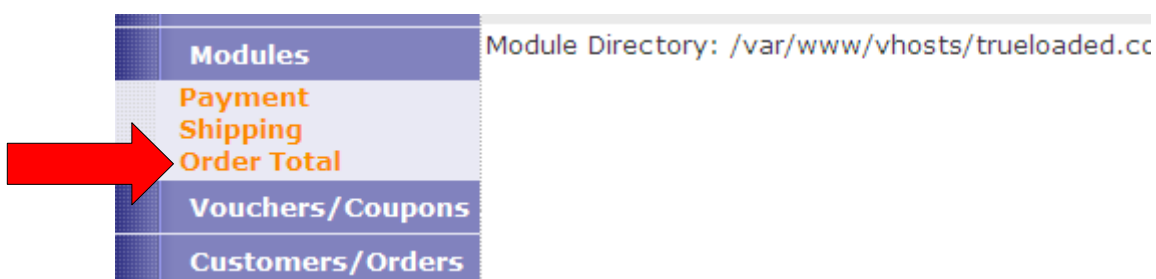 Modules
Payment
Shipping
Order Total
Vouchers/Coupons
Customers/Orders
Module Directory: /var/www/vhosts/trueloaded.co